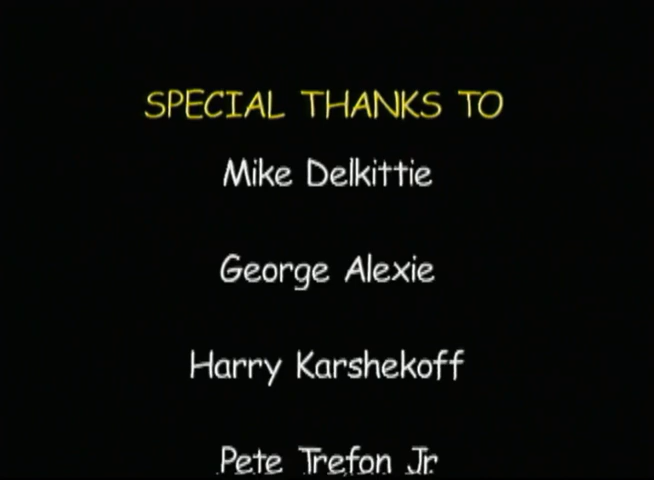 SPECIAL THANKS TO
Mike Delkittie
George Alexie
Harry Karshekoff
Pete Trefon Jr.